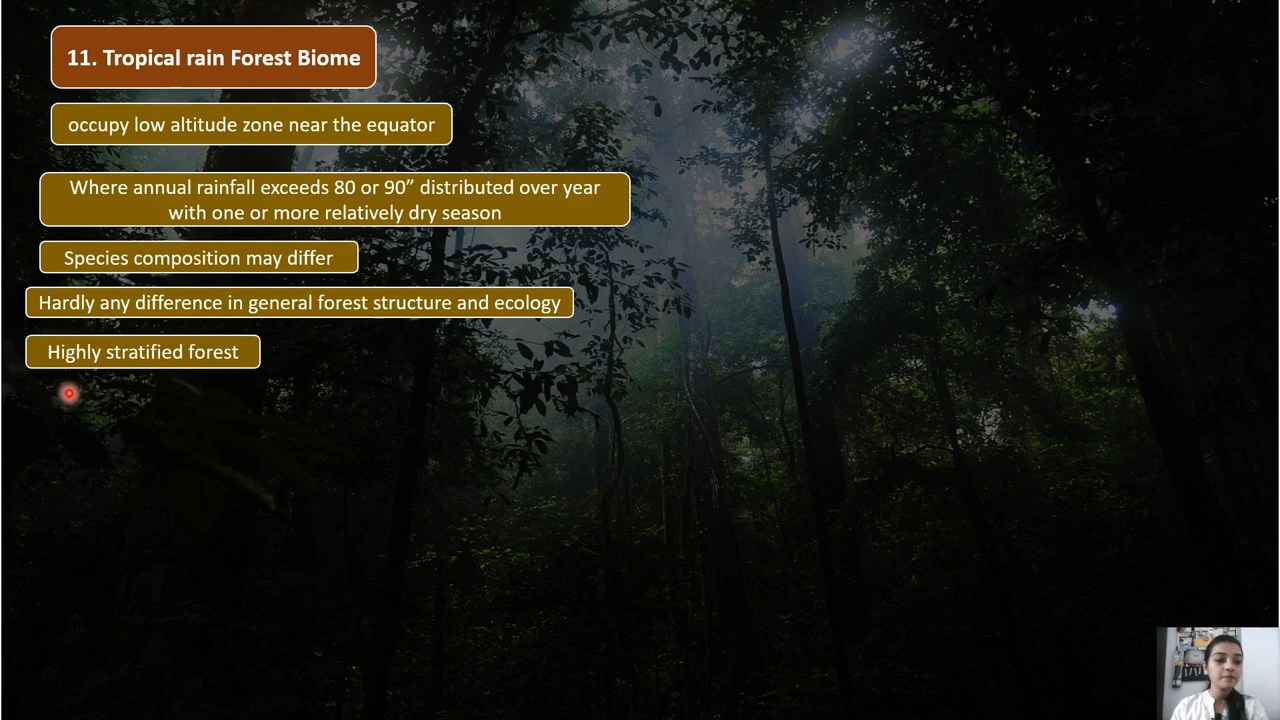 11. Tropical rain Forest Biome
occupy low altitude zone near the equator
Where annual rainfall exceeds 80 or 90” distributed over year
with one or more relatively dry season
Species composition may differ
Hardly any difference in general forest structure and ecology
Highly stratified forest